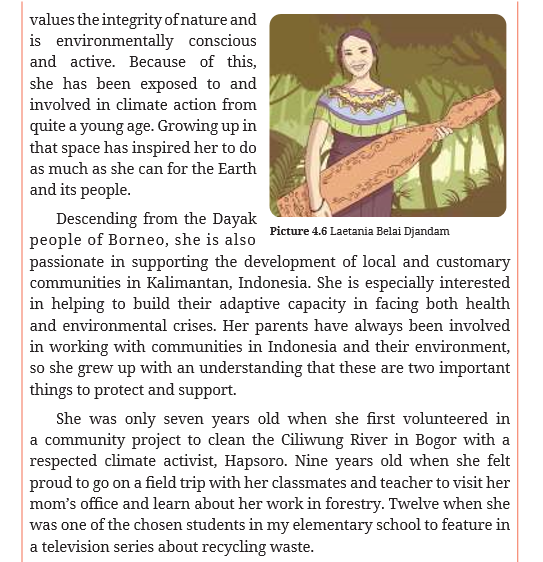 values the integrity of nature and
is environmentally conscious
and active. Because of this,
she has been exposed to and
involved in climate action from
quite a young age. Growing up in
that space has inspired her to do
as much as she can for the Earth
and its people.
Descending from the Dayak
people of Borneo, she is also
Picture 4.6 Laetania Belai Djandam
passionate in supporting the development of local and customary
communities in Kalimantan, Indonesia. She is especially interested
in helping to build their adaptive capacity in facing both health
and environmental crises. Her parents have always been involved
in working with communities in Indonesia and their environment,
so she grew up with an understanding that these are two important
things to protect and support.
She was only seven years old when she first volunteered in
a community project to clean the Ciliwung River in Bogor with a
respected climate activist, Hapsoro. Nine years old when she felt
proud to go on a field trip with her classmates and teacher to visit her
mom’s office and learn about her work in forestry. Twelve when she
was one of the chosen students in my elementary school to feature in
a television series about recycling waste.